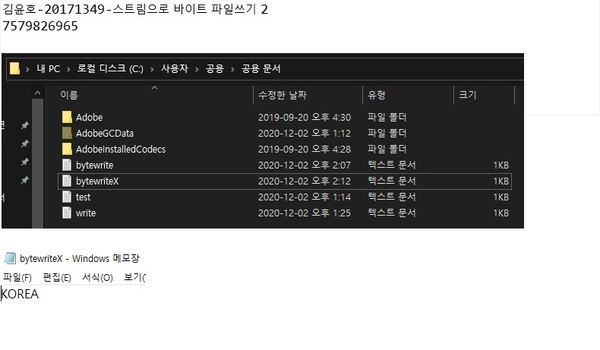 김윤호-20171349-스트림으로 바이트 파일쓰기 2
7579826965
내 PC > 로컬 디스크 (C:) > 사용자 > 공용 > 공용 문서
이름 수정한 날짜 유형 크기
Adobe 2019-09-20 오후 4:30 파일 폴더
AdobeGCData 2020-12-02 오후 1:12 파일 폴더
AdobeInstalledCodecs 2019-09-20 오후 4:28 파일 폴더
bytewrite 2020-12-02 오후 2:07 텍스트 문서 1KB
bytewriteX 2020-12-02 오후 2:12 텍스트 문서 1KB
test 2020-12-02 오후 1:14 텍스트 문서 1KB
write 2020-12-02 오후 1:25 텍스트 문서 1KB
bytewriteX - Windows 메모장
파일(F) 편집(E) 서식(O) 보기(
KOREA